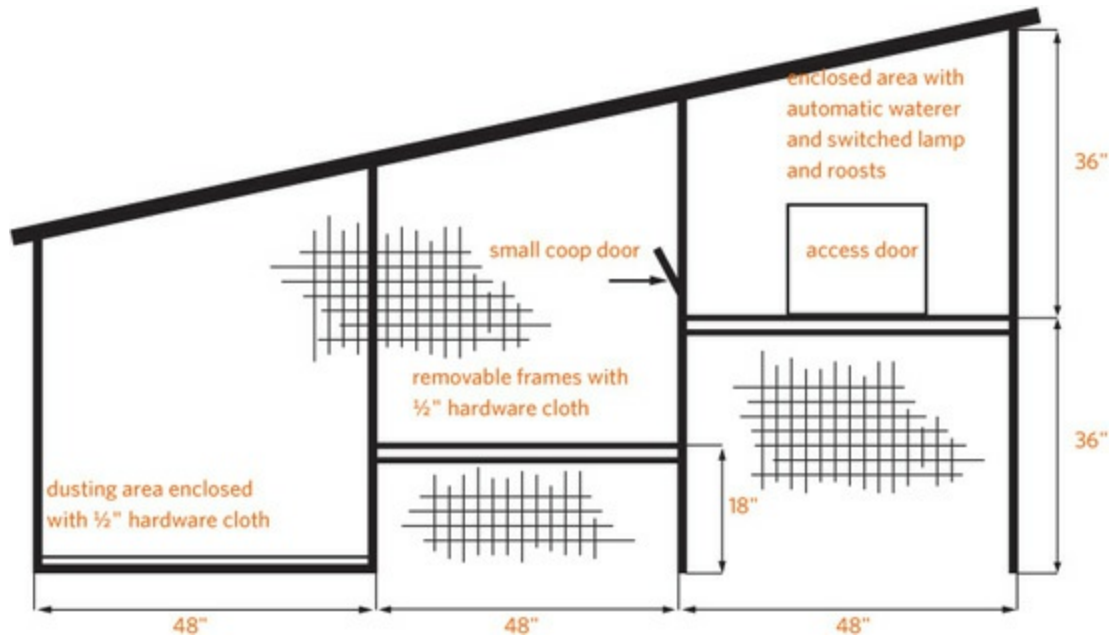 enclosed area with
automatic waterer
and switched lamp
and roosts
36"
small coop door
access door
removable frames with
½" hardware cloth
36"
dusting area enclosed
with ½" hardware cloth
18"
48"
48"
48"